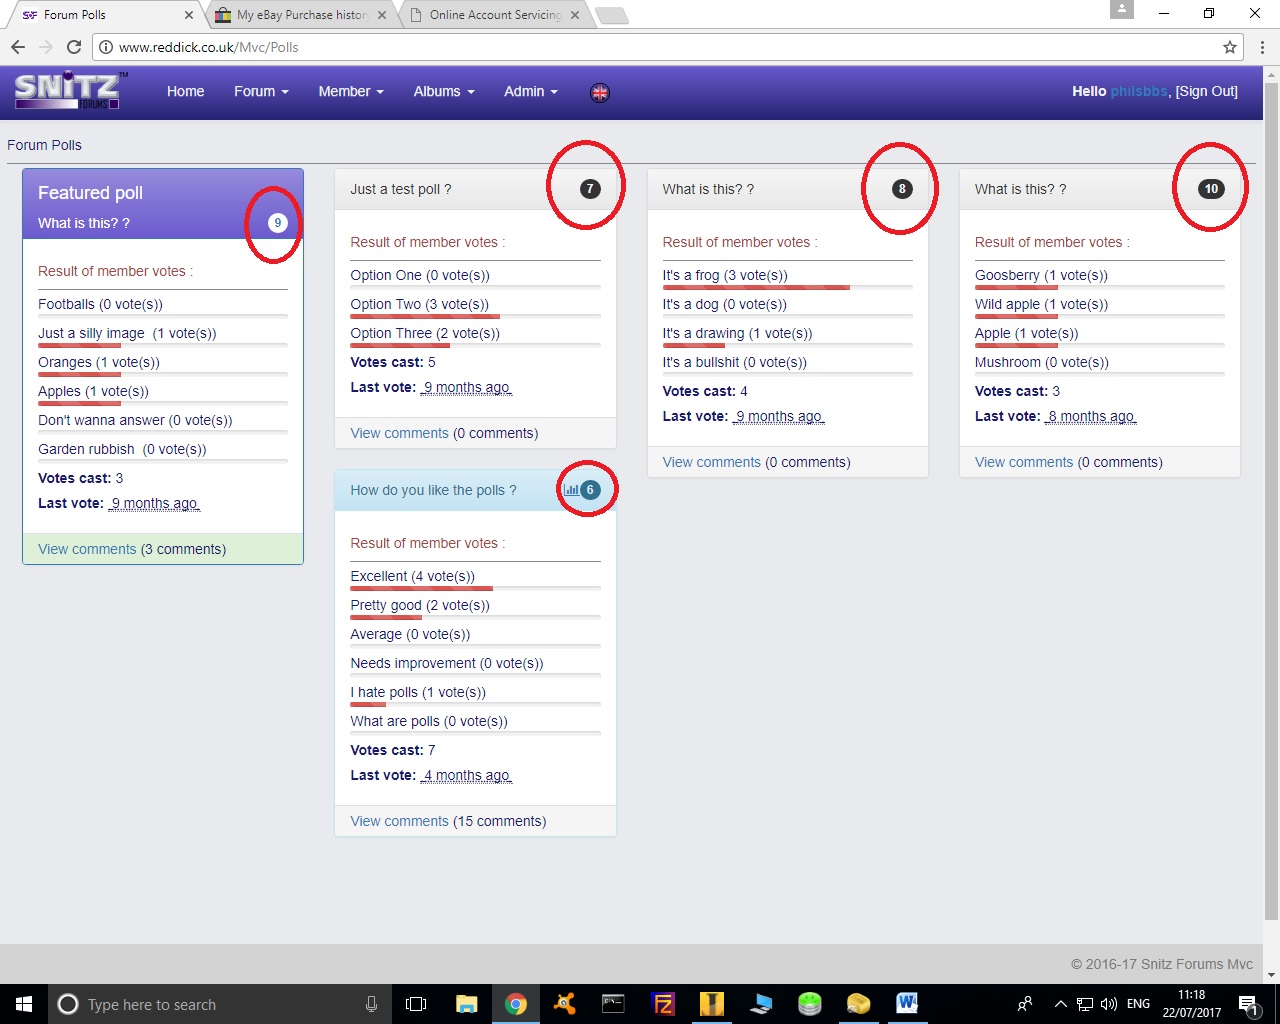 Forum Polls
My eBay Purchase history
Online Account Servicing
www.reddick.co.uk/Mvc/Polls
SNiTZ™
FORUMS
Home
Forum
Member
Albums
Admin
Hello philsbbs, [Sign Out]
Forum Polls
Featured poll
What is this? ?
9
Result of member votes :
Footballs (0 vote(s))
Just a silly image (1 vote(s))
Oranges (1 vote(s))
Apples (1 vote(s))
Don't wanna answer (0 vote(s))
Garden rubbish (0 vote(s))
Votes cast: 3
Last vote: 9 months ago
View comments (3 comments)
Just a test poll ?
7
Result of member votes :
Option One (0 vote(s))
Option Two (3 vote(s))
Option Three (2 vote(s))
Votes cast: 5
Last vote: 9 months ago
View comments (0 comments)
How do you like the polls ?
6
Result of member votes :
Excellent (4 vote(s))
Pretty good (2 vote(s))
Average (0 vote(s))
Needs improvement (0 vote(s))
I hate polls (1 vote(s))
What are polls (0 vote(s))
Votes cast: 7
Last vote: 4 months ago
View comments (15 comments)
What is this? ?
8
Result of member votes :
It's a frog (3 vote(s))
It's a dog (0 vote(s))
It's a drawing (1 vote(s))
It's a bullshit (0 vote(s))
Votes cast: 4
Last vote: 9 months ago
View comments (0 comments)
What is this? ?
10
Result of member votes :
Goosberry (1 vote(s))
Wild apple (1 vote(s))
Apple (1 vote(s))
Mushroom (0 vote(s))
Votes cast: 3
Last vote: 8 months ago
View comments (0 comments)
© 2016-17 Snitz Forums Mvc
Type here to search
ENG
11:18
22/07/2017
1